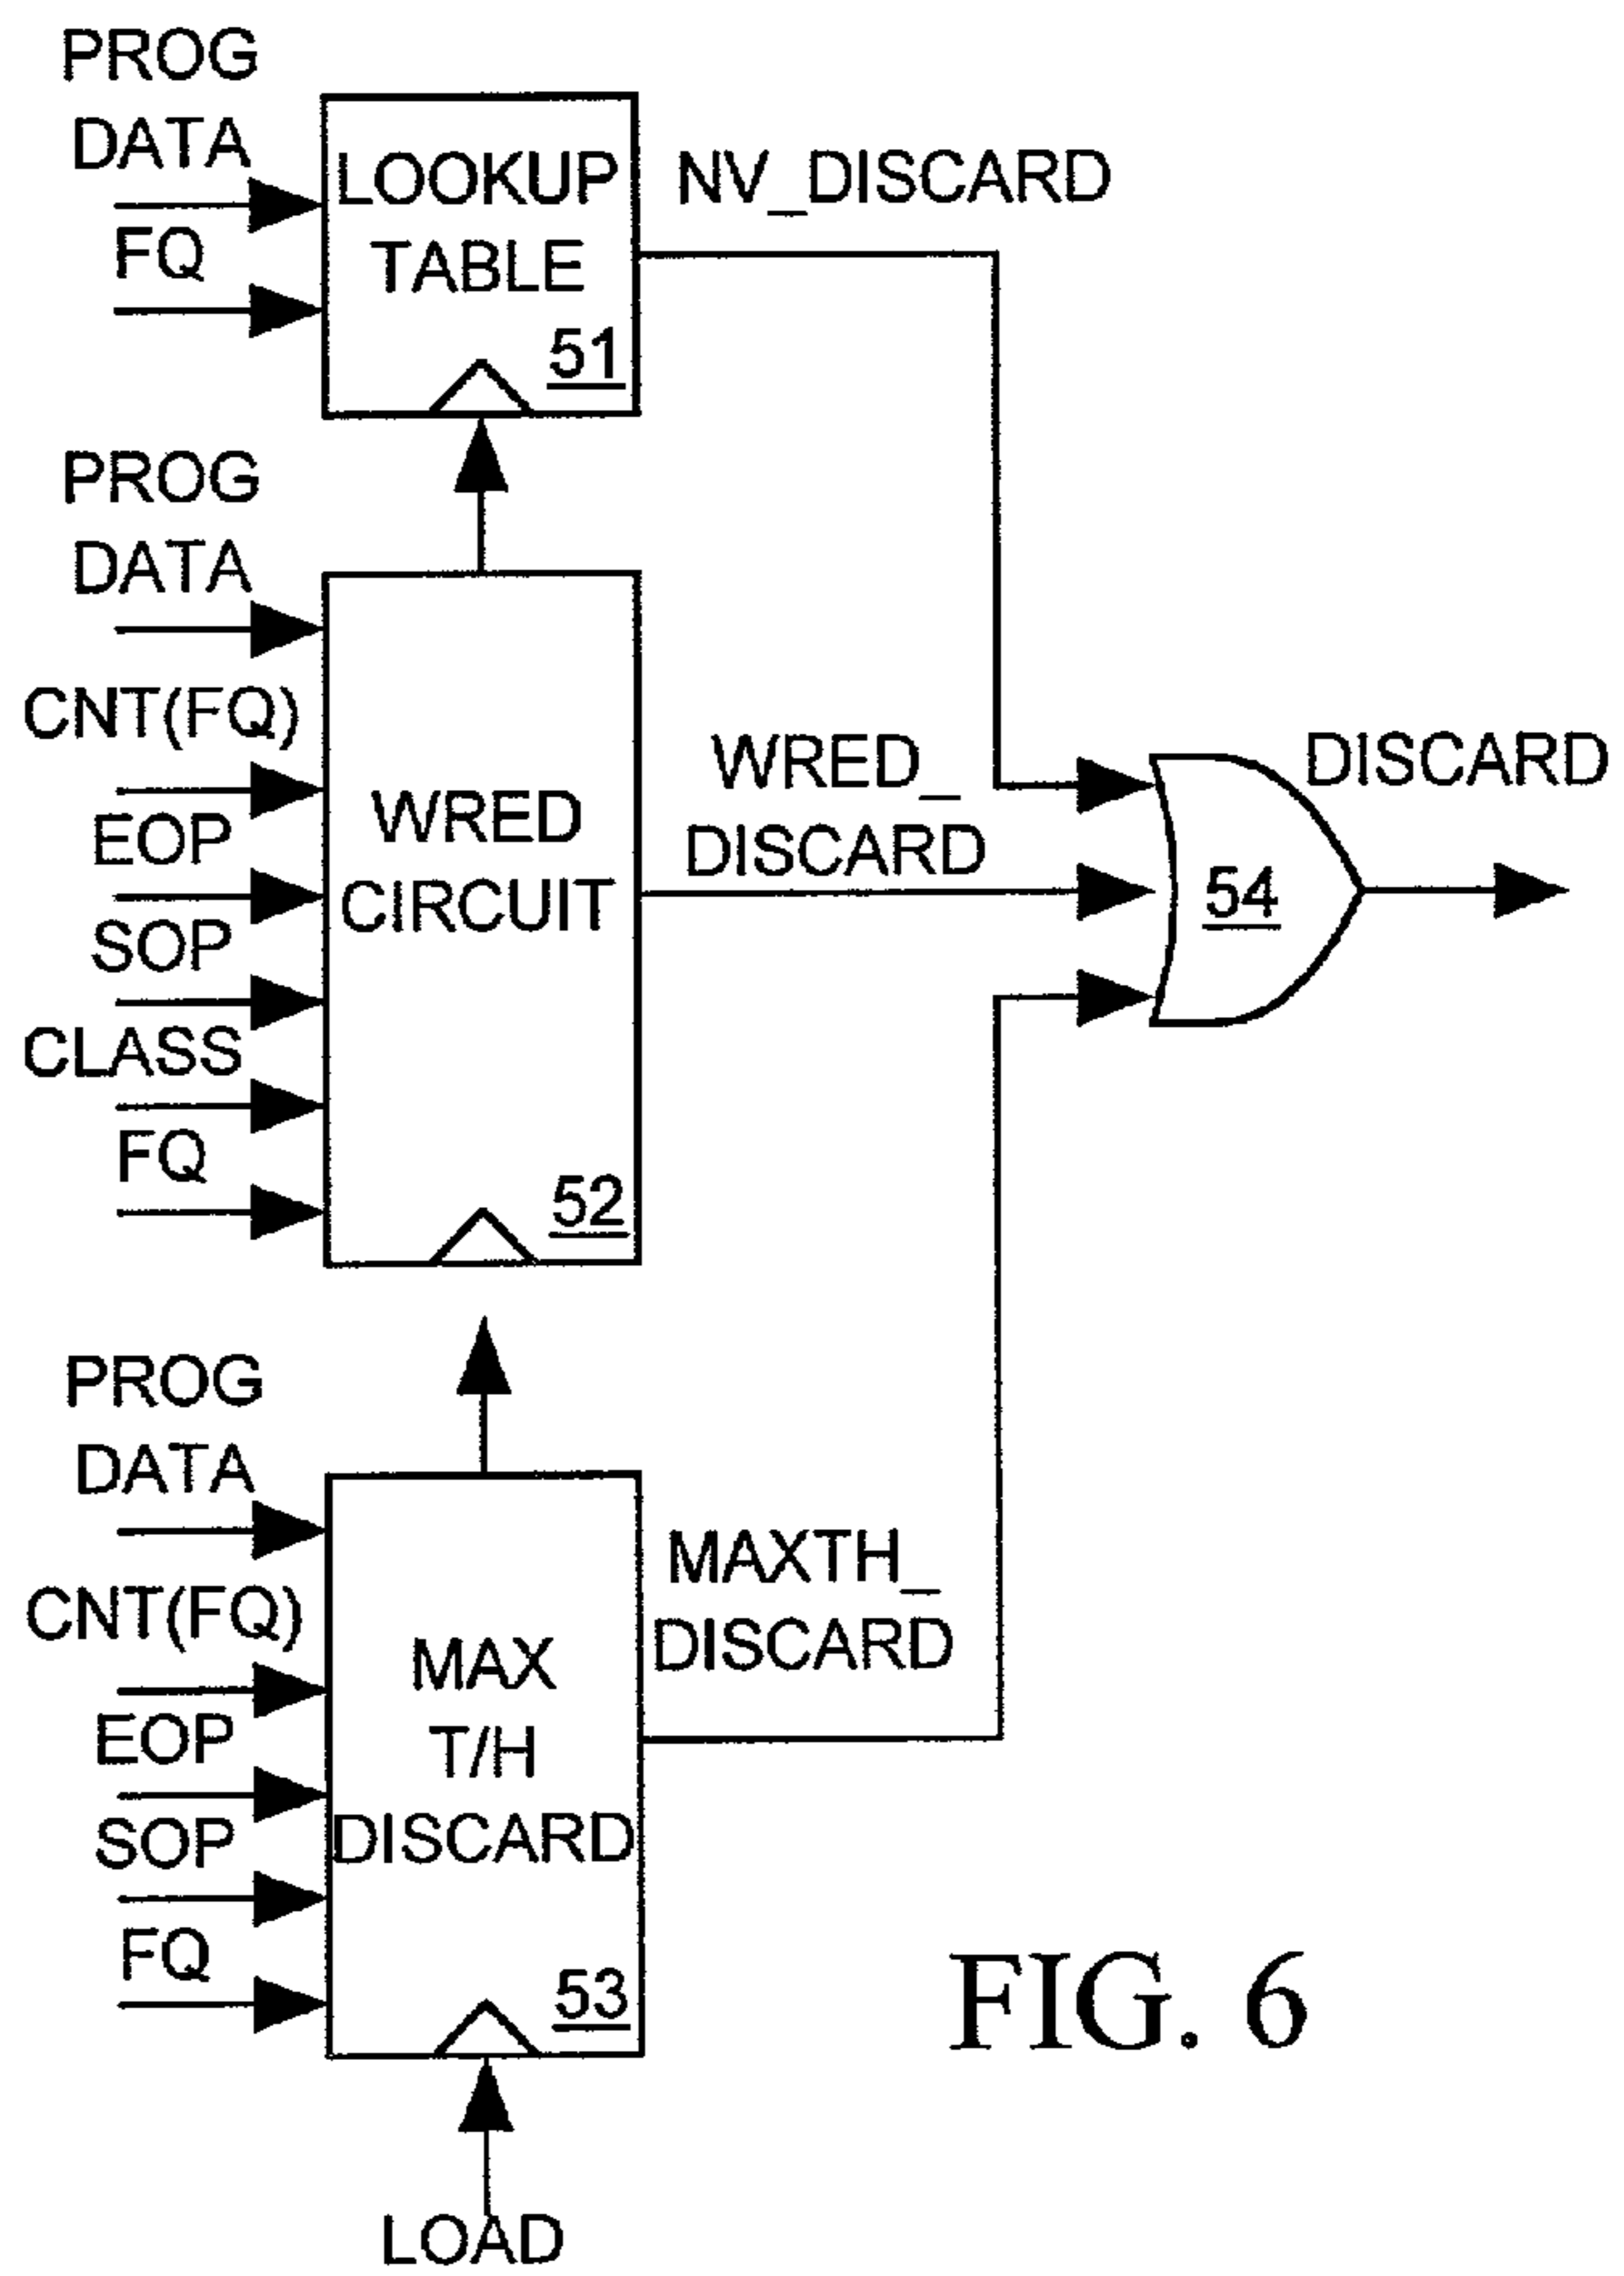 PROG
DATA
FQ
LOOKUP
TABLE
51
NV_DISCARD
PROG
DATA
CNT(FQ)
EOP
SOP
CLASS
FQ
WRED
CIRCUIT
52
WRED_
DISCARD
54
DISCARD
PROG
DATA
CNT(FQ)
EOP
SOP
FQ
MAX
T/H
DISCARD
53
MAXTH_
DISCARD
LOAD
FIG. 6